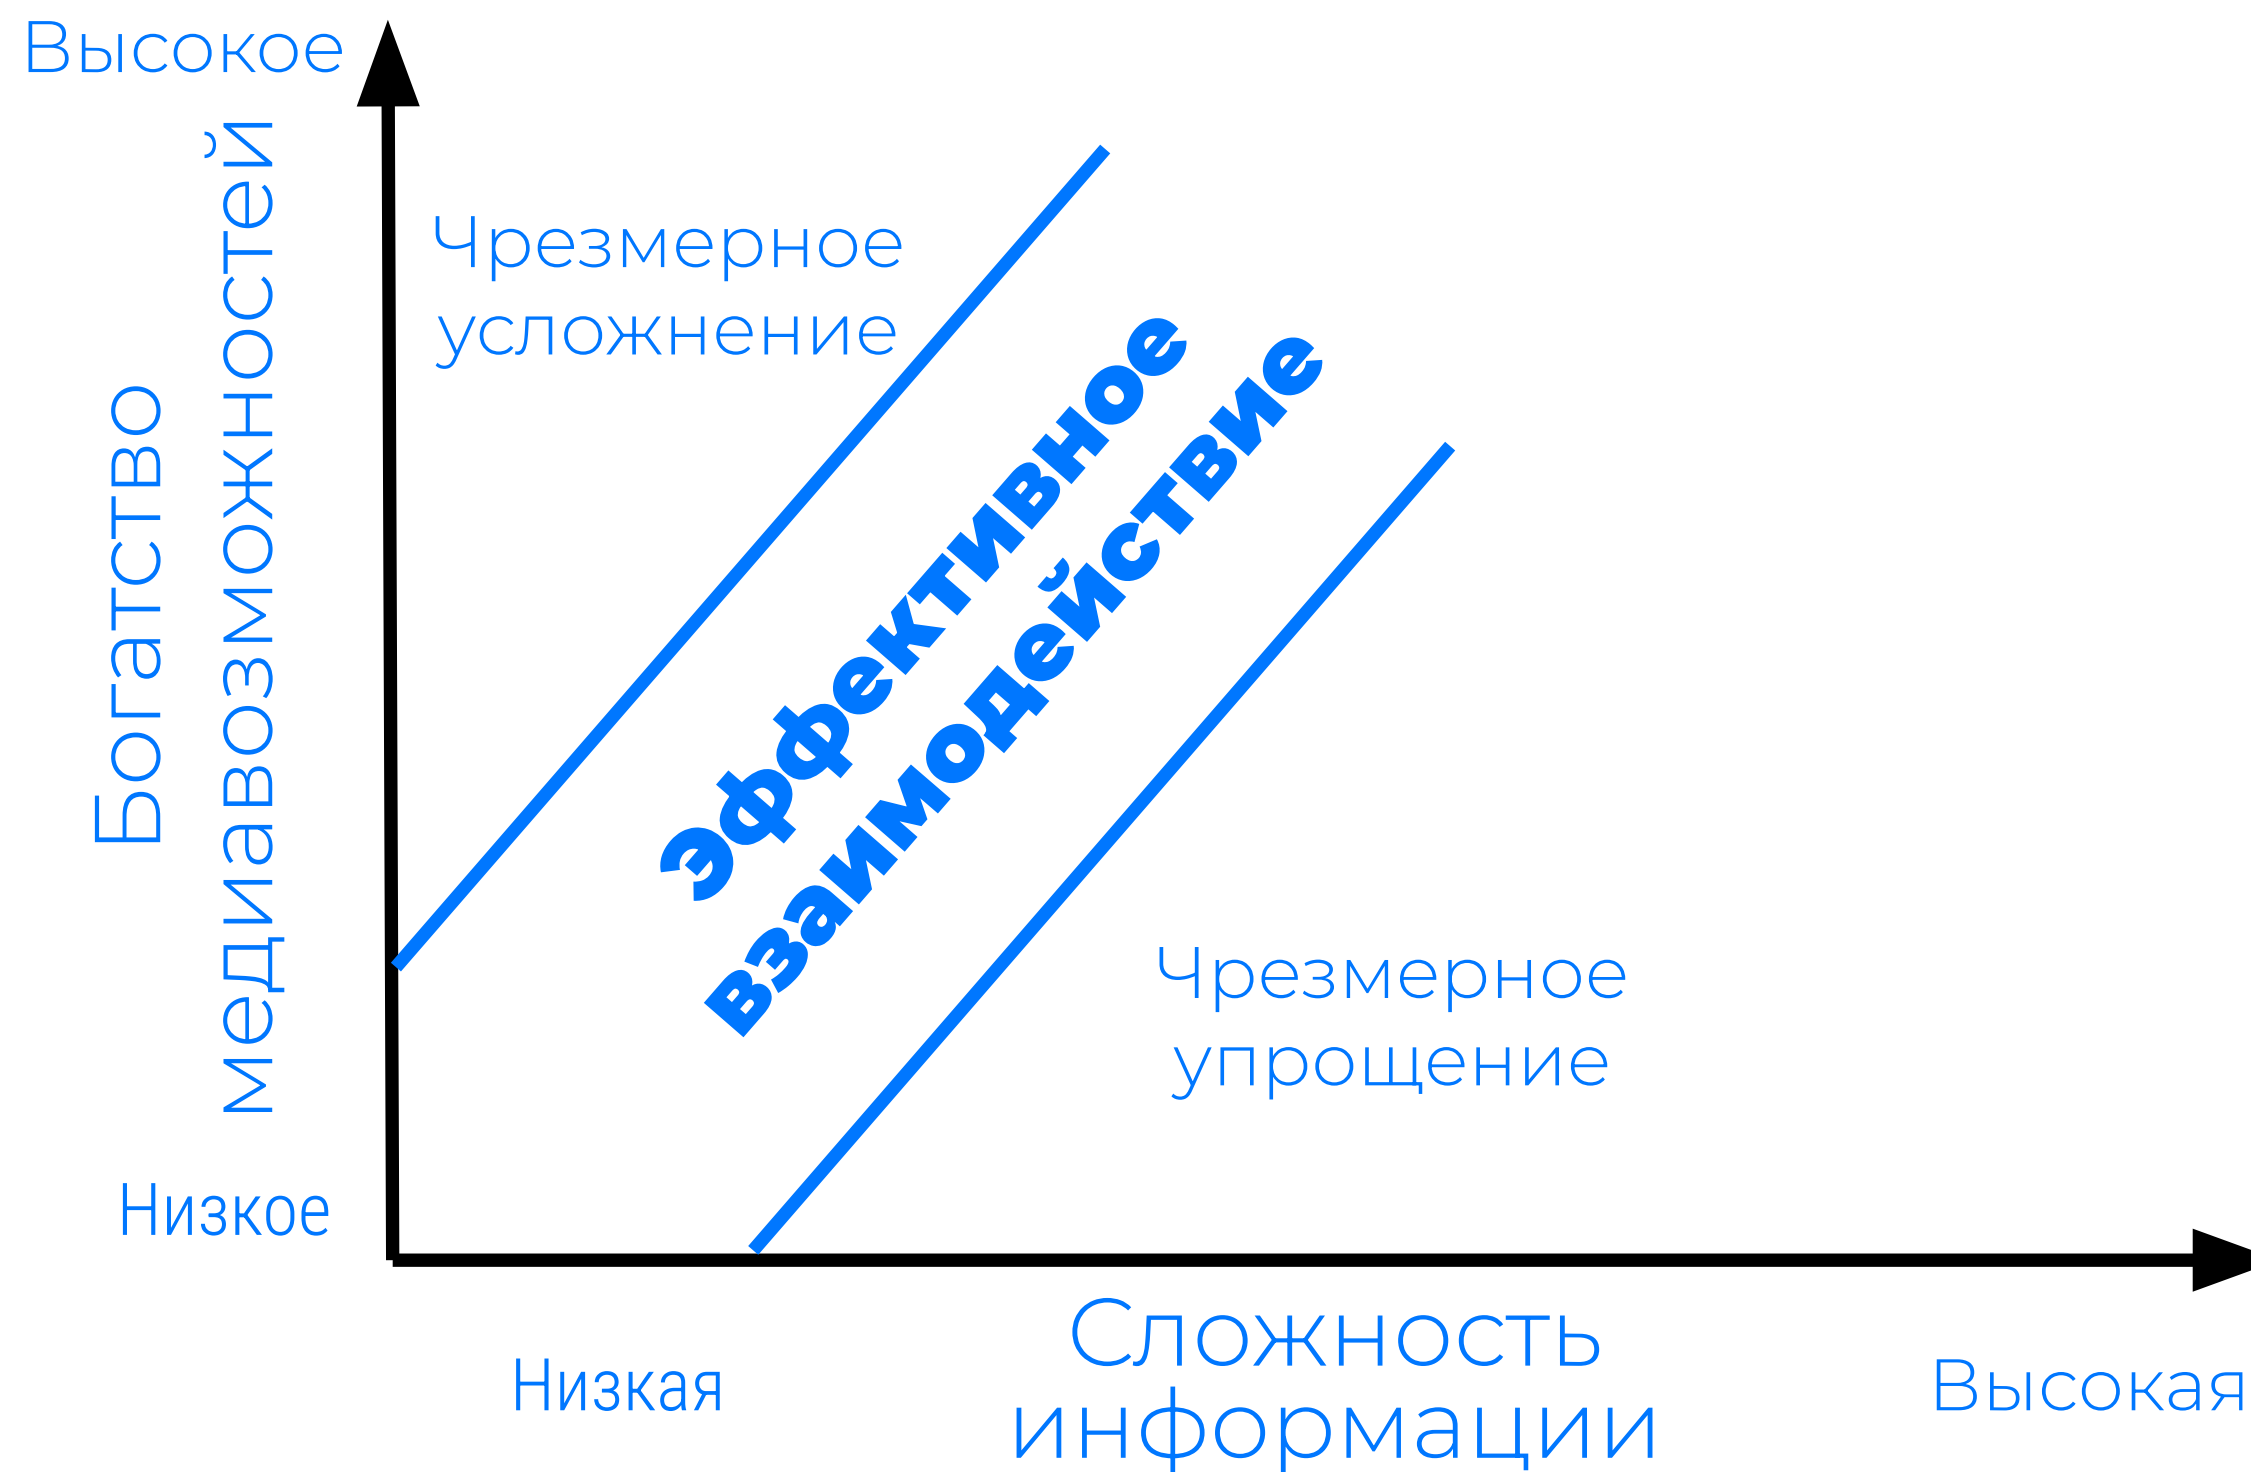 Высокое
Богатство
медиавозможностей
Низкое
Чрезмерное
усложнение
Эффективное
взаимодействие
Чрезмерное
упрощение
Низкая
Сложность
информации
Высокая